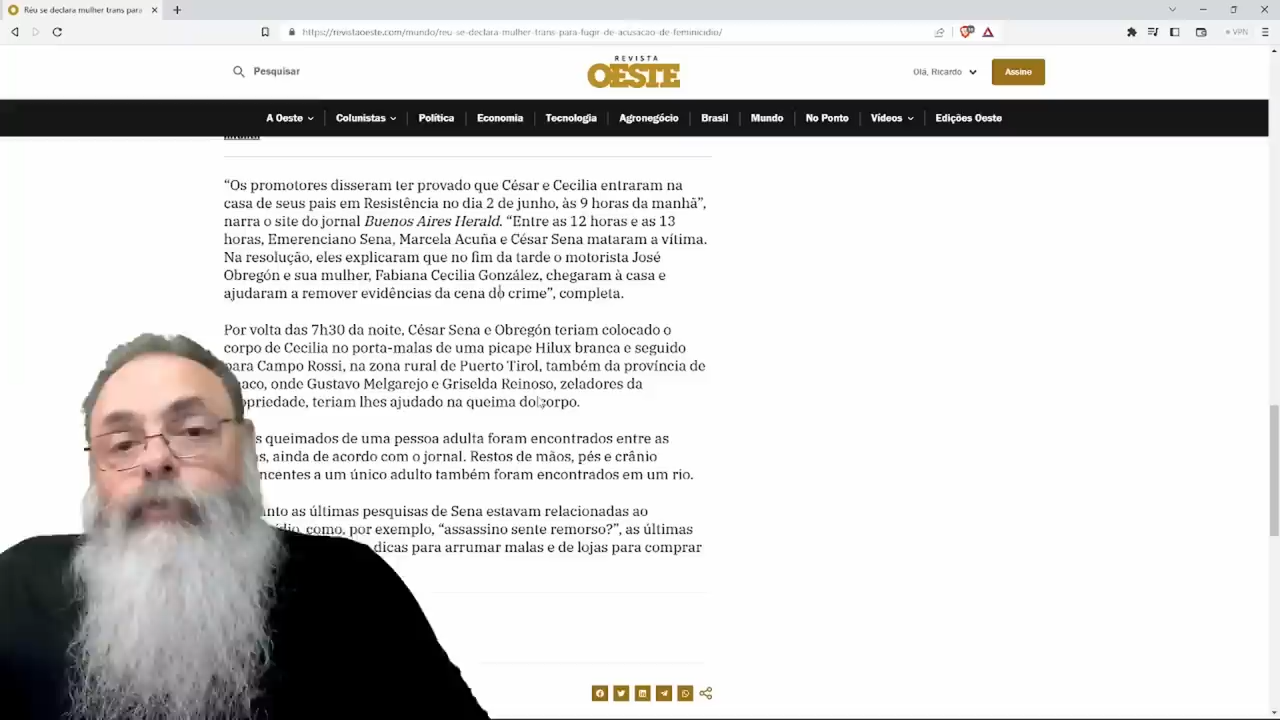 Réu se declara mulher trans para
https://revistaoeste.com/mundo/reu-se-declara-mulher-trans-para-fugir-de-acusacao-de-feminicidio/
VPN
Pesquisar
REVISTA
OESTE
Olá, Ricardo
Assine
A Oeste
Colunistas
Política
Economia
Tecnologia
Agronegócio
Brasil
Mundo
No Ponto
Vídeos
Edições Oeste
“Os promotores disseram ter provado que César e Cecilia entraram na
casa de seus pais em Resistência no dia 2 de junho, às 9 horas da manhã”,
narra o site do jornal Buenos Aires Herald. “Entre as 12 horas e as 13
horas, Emerenciano Sena, Marcela Acuña e César Sena mataram a vítima.
Na resolução, eles explicaram que no fim da tarde o motorista José
Obregón e sua mulher, Fabiana Cecilia González, chegaram à casa e
ajudaram a remover evidências da cena do crime”, completa.
Por volta das 7h30 da noite, César Sena e Obregón teriam colocado o
corpo de Cecilia no porta-malas de uma picape Hilux branca e seguido
para Campo Rossi, na zona rural de Puerto Tirol, também da província de
aco, onde Gustavo Melgarejo e Griselda Reinoso, zeladores da
opriedade, teriam lhes ajudado na queima do corpo.
s queimados de uma pessoa adulta foram encontrados entre as
as, ainda de acordo com o jornal. Restos de mãos, pés e crânio
ncentes a um único adulto também foram encontrados em um rio.
nto as últimas pesquisas de Sena estavam relacionadas ao
ídio, como, por exemplo, “assassino sente remorso?”, as últimas
dicas para arrumar malas e de lojas para comprar